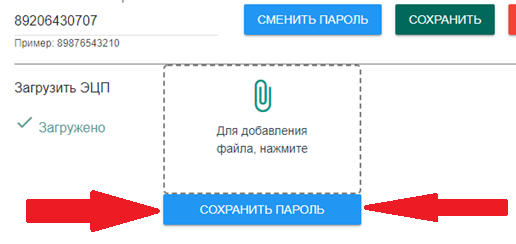 89206430707
СМЕНИТЬ ПАРОЛЬ
СОХРАНИТЬ
Пример: 89876543210
Загрузить ЭЦП
Загружено
Для добавления
файла, нажмите
СОХРАНИТЬ ПАРОЛЬ